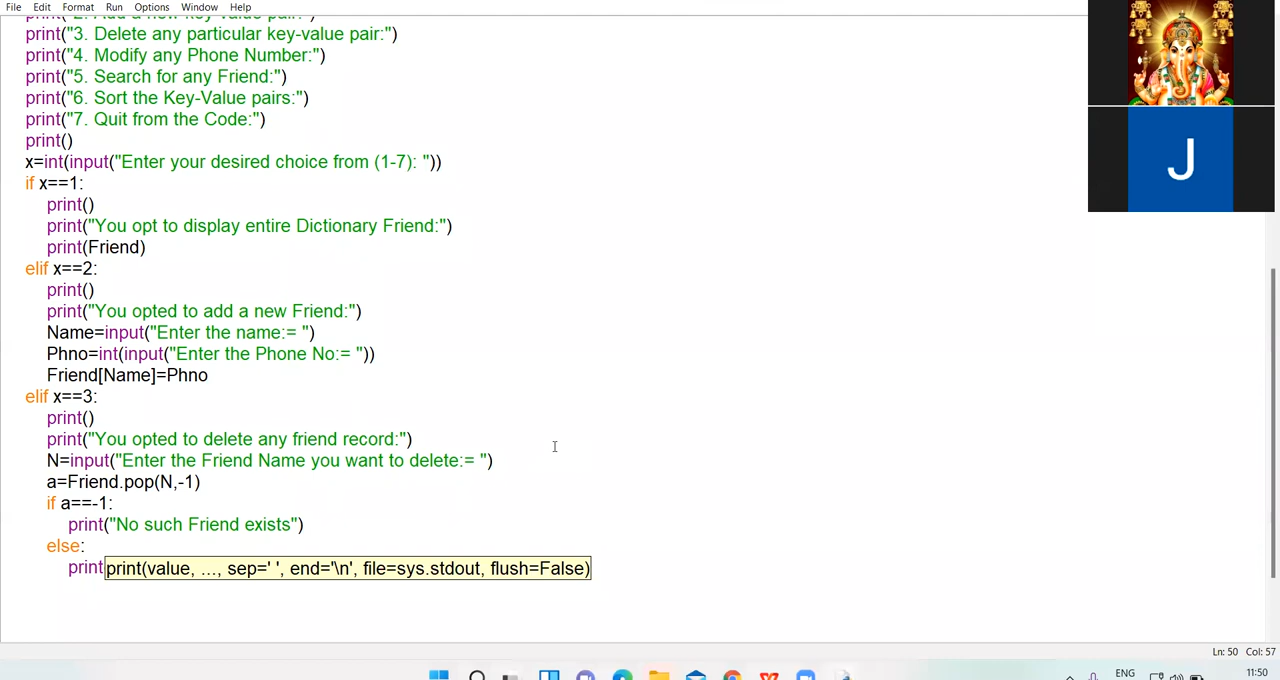 File Edit Format Run Options Window Help
print("2. Add a new key-value pair:")
print("3. Delete any particular key-value pair:")
print("4. Modify any Phone Number:")
print("5. Search for any Friend:")
print("6. Sort the Key-Value pairs:")
print("7. Quit from the Code:")
print()
x=int(input("Enter your desired choice from (1-7): "))
if x==1:
print()
print("You opt to display entire Dictionary Friend:")
print(Friend)
elif x==2:
print()
print("You opted to add a new Friend:")
Name=input("Enter the name:= ")
Phno=int(input("Enter the Phone No:= "))
Friend[Name]=Phno
elif x==3:
print()
print("You opted to delete any friend record:")
N=input("Enter the Friend Name you want to delete:= ")
a=Friend.pop(N,-1)
if a==-1:
print("No such Friend exists")
else:
print print(value, ..., sep=' ', end='\n', file=sys.stdout, flush=False)
J
Ln: 50 Col: 57
ENG
11:50